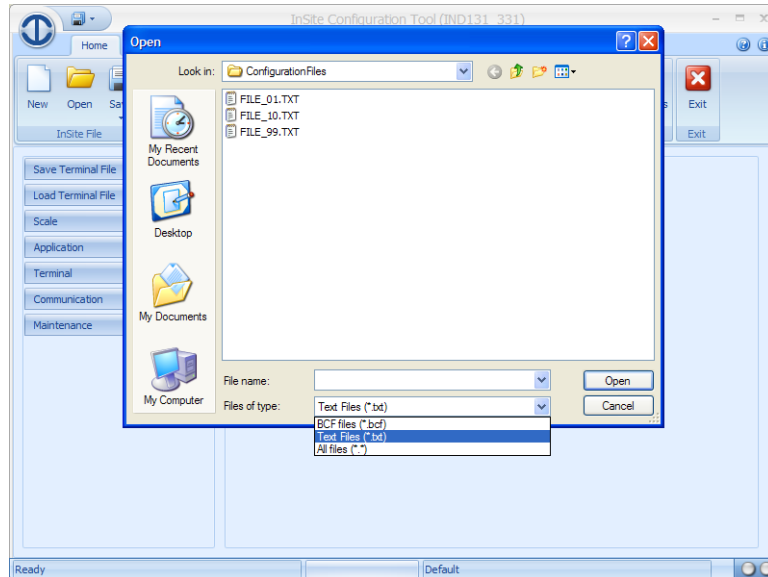 InSite Configuration Tool (IND131_331)
Home
Open
Look in:
ConfigurationFiles
New
Open
Exit
InSite File
Exit
FILE_01.TXT
FILE_10.TXT
FILE_99.TXT
My Recent
Documents
Desktop
My Documents
My Computer
Save Terminal File
Load Terminal File
Scale
Application
Terminal
Communication
Maintenance
File name:
Open
Files of type:
Text Files (*.txt)
Cancel
BCF files (*.bcf)
Text Files (*.txt)
All files (*.*)
Ready
Default